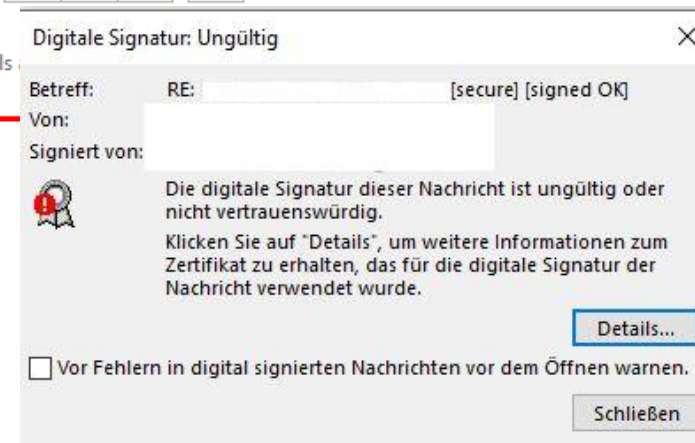 Digitale Signatur: Ungültig
Betreff: RE: [secure] [signed OK]
Von:
Signiert von:
Die digitale Signatur dieser Nachricht ist ungültig oder
nicht vertrauenswürdig.
Klicken Sie auf "Details", um weitere Informationen zum
Zertifikat zu erhalten, das für die digitale Signatur der
Nachricht verwendet wurde.
Details...
Vor Fehlern in digital signierten Nachrichten vor dem Öffnen warnen.
Schließen